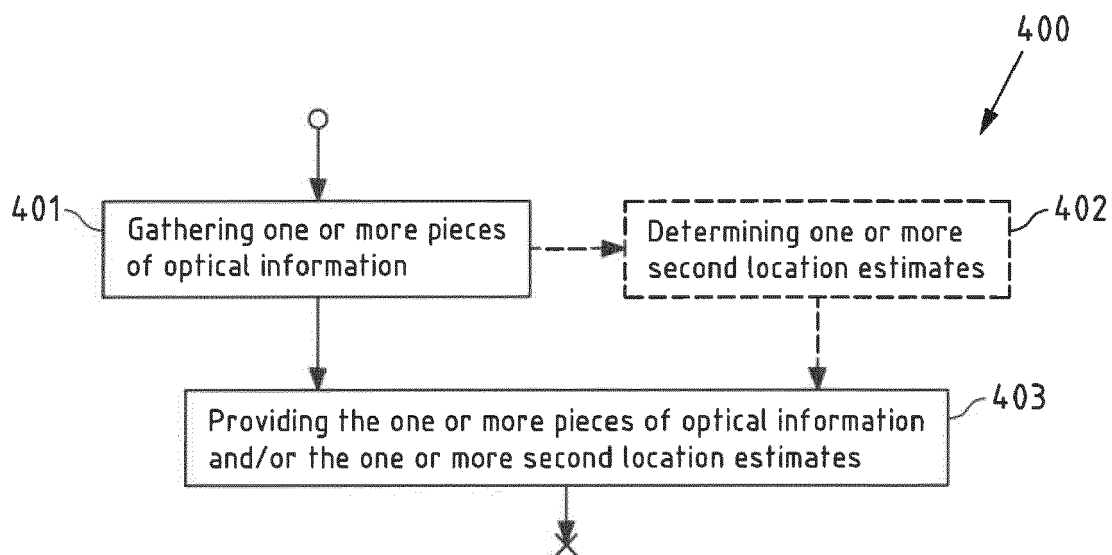 400
401
Gathering one or more pieces
of optical information
402
Determining one or more
second location estimates
403
Providing the one or more pieces of optical information
and/or the one or more second location estimates